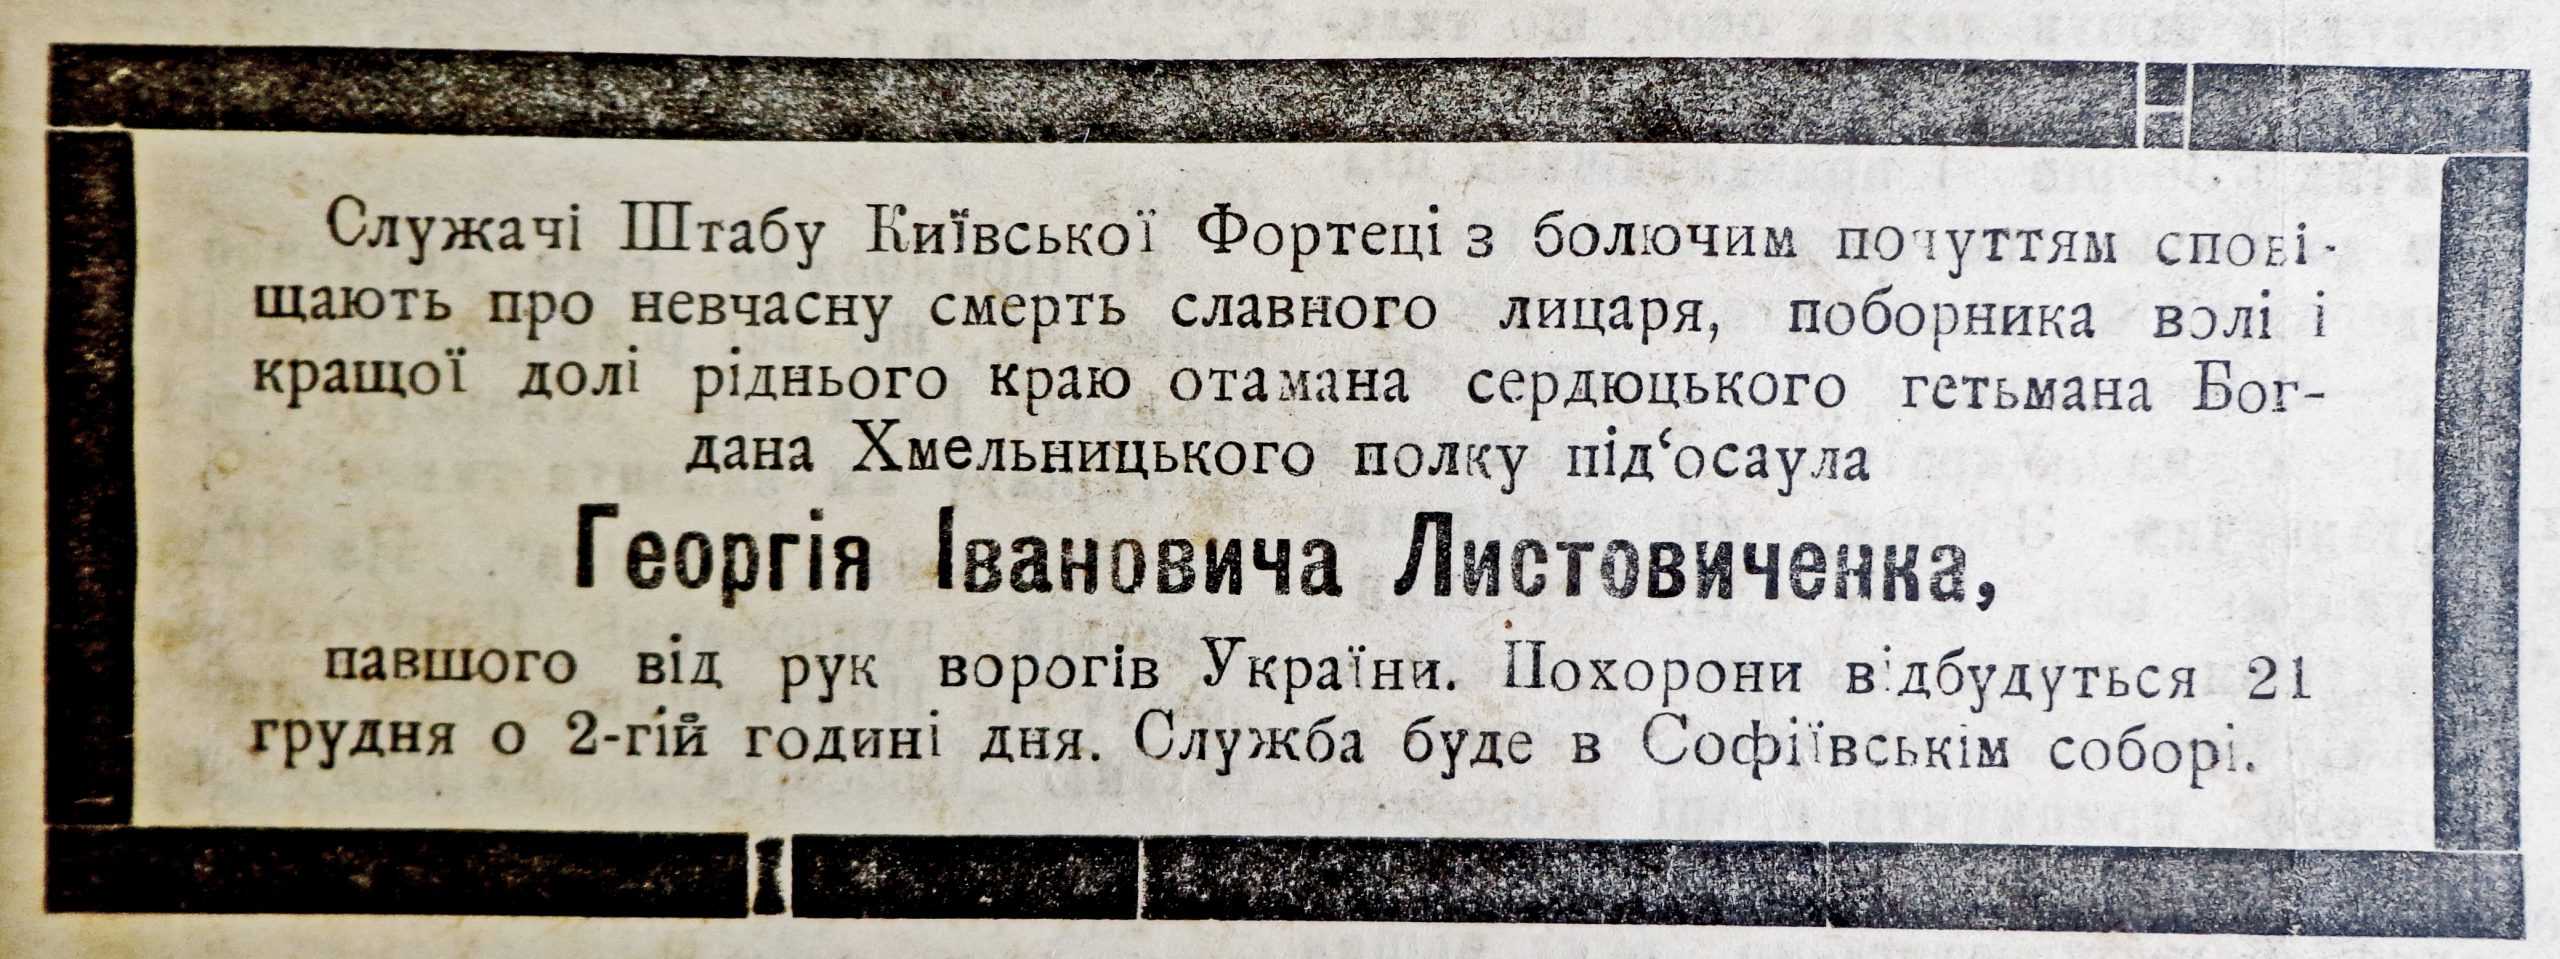 Служачі Штабу Київської Фортеці з болючим почуттям спові-
щають про невчасну смерть славного лицаря, поборника волі і
кращої долі ріднього краю отамана сердюцького гетьмана Бог-
дана Хмельницького полку під‘осаула
Георгія Івановича Листовиченка,
павшого від рук ворогів України. Похорони відбудуться 21
грудня о 2-гій годині дня. Служба буде в Софіївськім соборі.